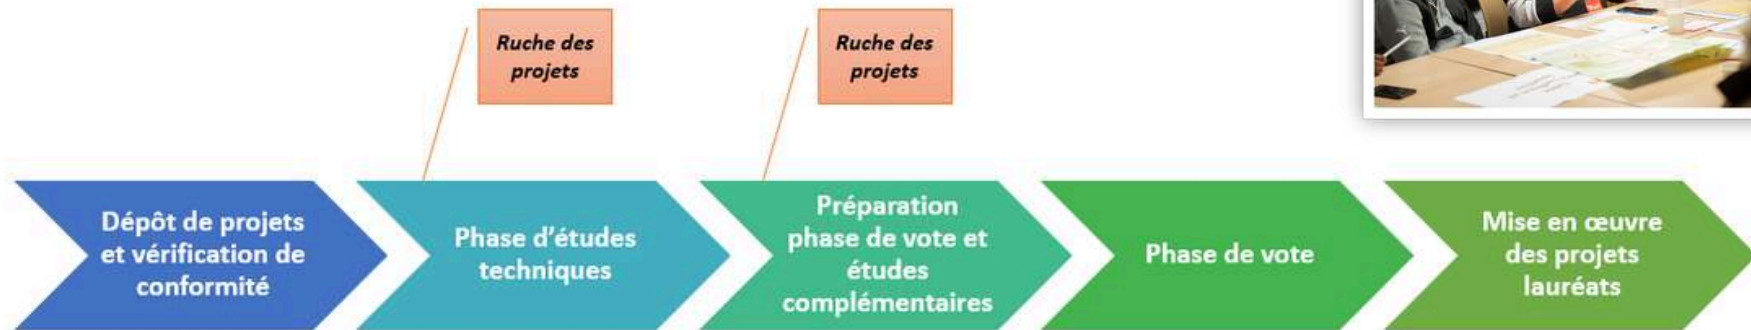 Ruche des
projets
Ruche des
projets
Dépôt de projets
et vérification de
conformité
Phase d'études
techniques
Préparation
phase de vote et
études
complémentaires
Phase de vote
Mise en œuvre
des projets
lauréats